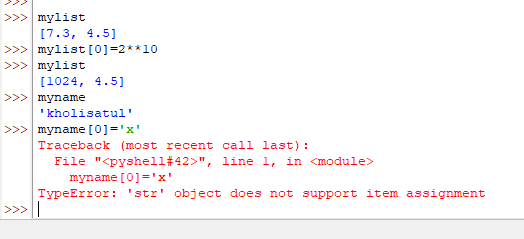 >>>
>>> mylist
[7.3, 4.5]
>>> mylist[0]=2**10
>>> mylist
[1024, 4.5]
>>> myname
'kholisatul'
>>> myname[0]='x'
Traceback (most recent call last):
  File "<pyshell#42>", line 1, in <module>
    myname[0]='x'
TypeError: 'str' object does not support item assignment
>>>